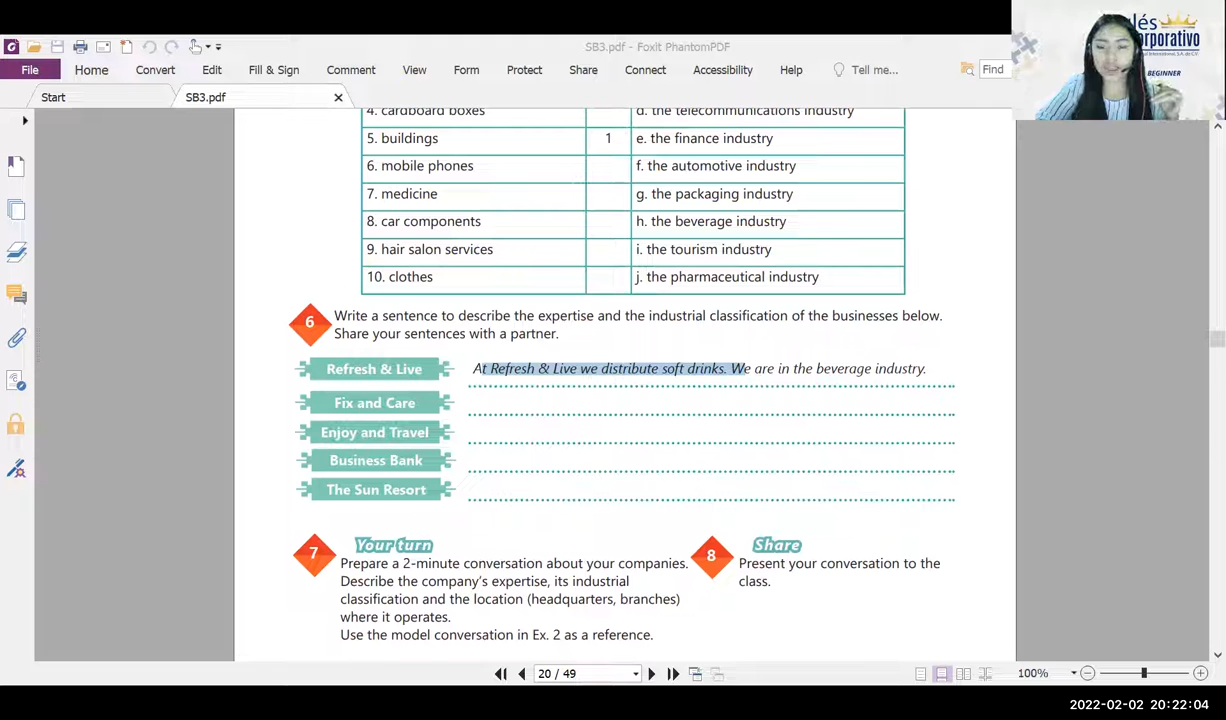 SB3.pdf - Foxit PhantomPDF
File Home Convert Edit Fill & Sign Comment View Form Protect Share Connect Accessibility Help Tell me... Find
Start SB3.pdf
lés
orporativo
BEGINNER
4. cardboard boxes d. the telecommunications industry
5. buildings 1 e. the finance industry
6. mobile phones f. the automotive industry
7. medicine g. the packaging industry
8. car components h. the beverage industry
9. hair salon services i. the tourism industry
10. clothes j. the pharmaceutical industry
6 Write a sentence to describe the expertise and the industrial classification of the businesses below.
Share your sentences with a partner.
Refresh & Live At Refresh & Live we distribute soft drinks. We are in the beverage industry.
Fix and Care
Enjoy and Travel
Business Bank
The Sun Resort
7 Your turn
Prepare a 2-minute conversation about your companies.
Describe the company's expertise, its industrial
classification and the location (headquarters, branches)
where it operates.
Use the model conversation in Ex. 2 as a reference.
8 Share
Present your conversation to the
class.
20 / 49 100%
2022-02-02 20:22:04